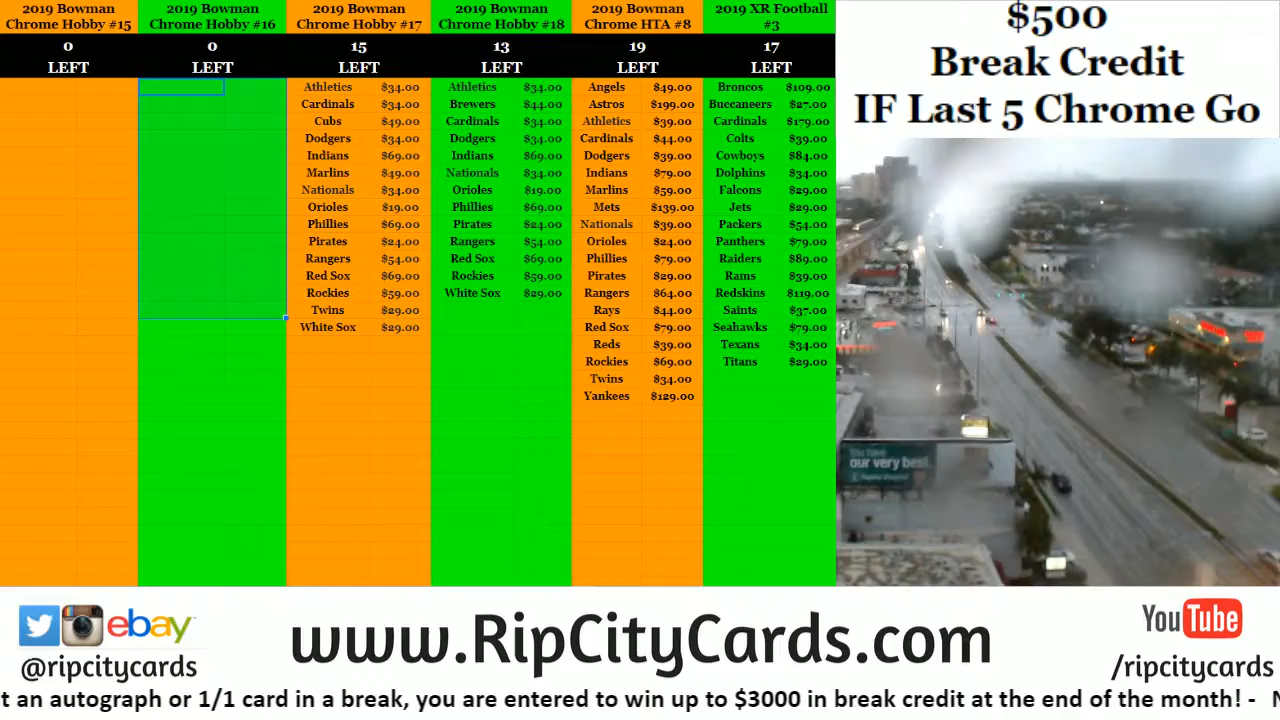 2019 Bowman
Chrome Hobby #15
0
LEFT
2019 Bowman
Chrome Hobby #16
0
LEFT
2019 Bowman
Chrome Hobby #17
15
LEFT
Athletics $34.00
Cardinals $34.00
Cubs $49.00
Dodgers $34.00
Indians $69.00
Marlins $49.00
Nationals $34.00
Orioles $19.00
Phillies $69.00
Pirates $24.00
Rangers $54.00
Red Sox $69.00
Rockies $59.00
Twins $29.00
White Sox $29.00
2019 Bowman
Chrome Hobby #18
13
LEFT
Athletics $34.00
Brewers $44.00
Cardinals $34.00
Dodgers $34.00
Indians $69.00
Nationals $34.00
Orioles $19.00
Phillies $69.00
Pirates $24.00
Rangers $54.00
Red Sox $69.00
Rockies $59.00
White Sox $29.00
2019 Bowman
Chrome HTA #8
19
LEFT
Angels $49.00
Astros $199.00
Athletics $39.00
Cardinals $44.00
Dodgers $39.00
Indians $79.00
Marlins $59.00
Mets $139.00
Nationals $39.00
Orioles $24.00
Phillies $79.00
Pirates $29.00
Rangers $64.00
Rays $44.00
Red Sox $79.00
Reds $39.00
Rockies $69.00
Twins $34.00
Yankees $129.00
2019 XR Football
#3
17
LEFT
Broncos $109.00
Buccaneers $27.00
Cardinals $179.00
Colts $39.00
Cowboys $84.00
Dolphins $34.00
Falcons $29.00
Jets $29.00
Packers $54.00
Panthers $79.00
Raiders $89.00
Rams $39.00
Redskins $119.00
Saints $37.00
Seahawks $79.00
Texans $34.00
Titans $29.00
$500
Break Credit
IF Last 5 Chrome Go
You have
our very best
ebay
@ripcitycards
www.RipCityCards.com
YouTube
/ripcitycards
t an autograph or 1/1 card in a break, you are entered to win up to $3000 in break credit at the end of the month! - N